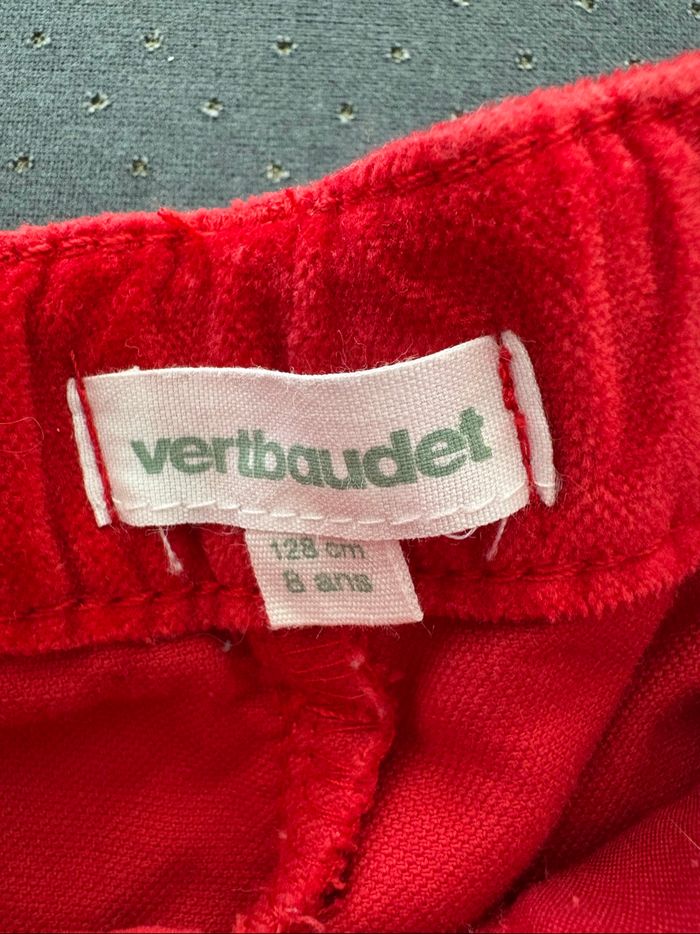 vertbaudet
128 cm
8 ans